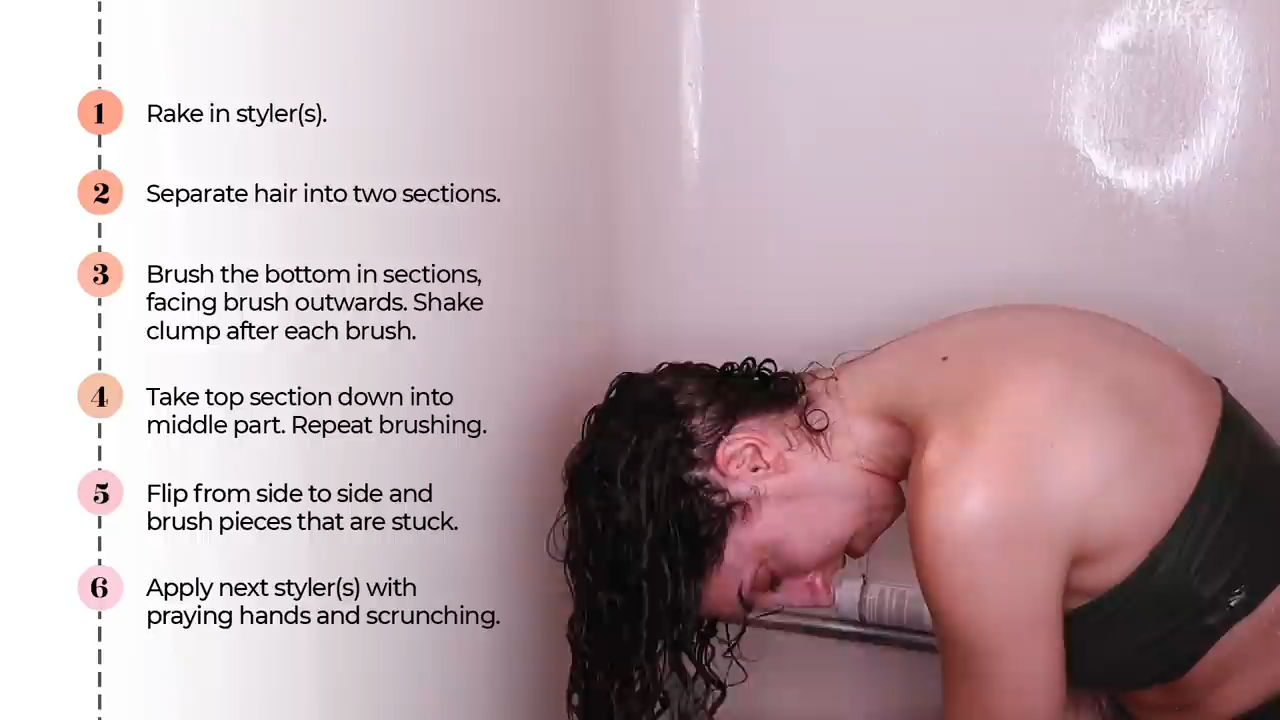 1 Rake in styler(s).
2 Separate hair into two sections.
3 Brush the bottom in sections,
facing brush outwards. Shake
clump after each brush.
4 Take top section down into
middle part. Repeat brushing.
5 Flip from side to side and
brush pieces that are stuck.
6 Apply next styler(s) with
praying hands and scrunching.